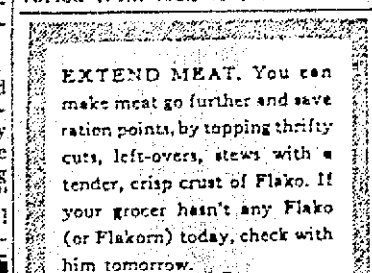 EXTEND MEAT. You can
make meat go further and save
ration points, by topping thrifty
cuts, left-overs, stews with a
tender, crisp crust of Flako. If
your grocer hasn't any Flako
(or Flakorn) today, check with
him tomorrow.